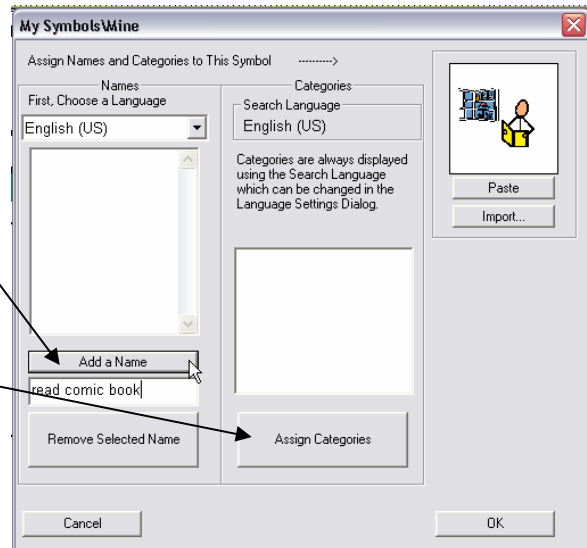 My Symbols\Mine
Assign Names and Categories to This Symbol ---------->
Names
First, Choose a Language
English (US)
Add a Name
read comic book
Remove Selected Name
Categories
Search Language
English (US)
Categories are always displayed
using the Search Language
which can be changed in the
Language Settings Dialog.
Assign Categories
Paste
Import...
Cancel
OK